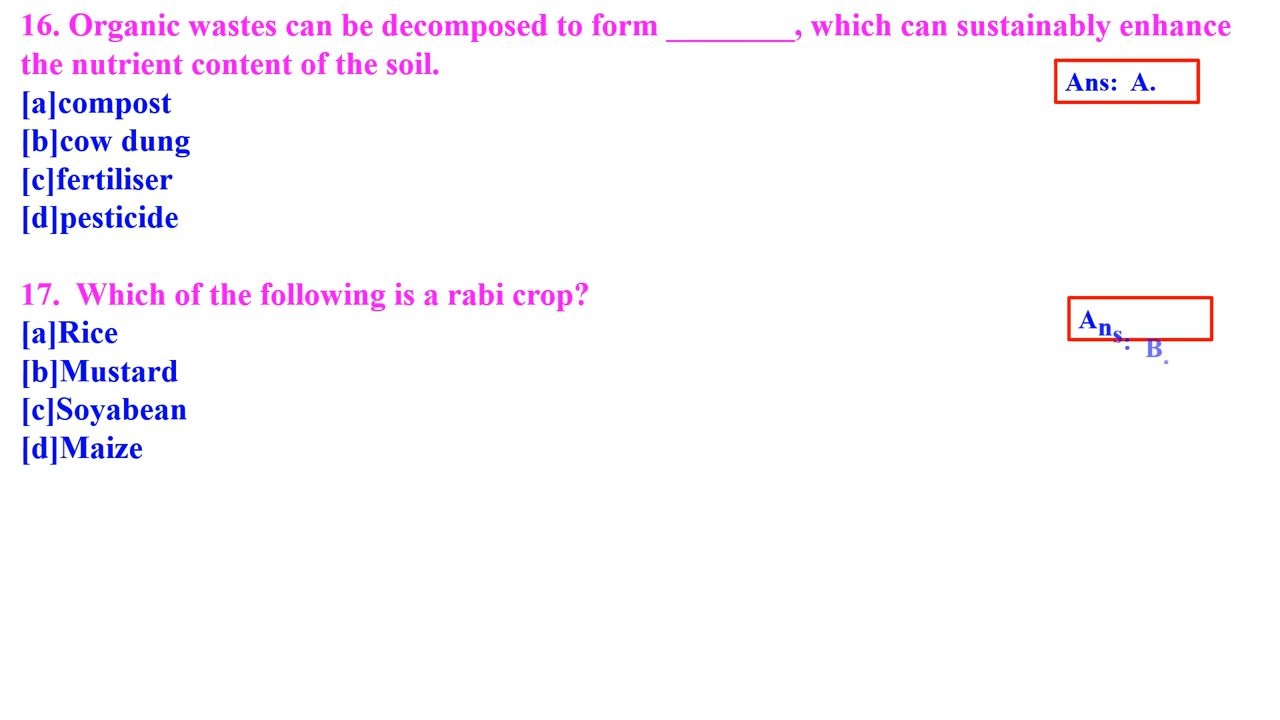 16. Organic wastes can be decomposed to form ________, which can sustainably enhance
the nutrient content of the soil.
Ans: A.
[a]compost
[b]cow dung
[c]fertiliser
[d]pesticide
17. Which of the following is a rabi crop?
Ans: B.
[a]Rice
[b]Mustard
[c]Soyabean
[d]Maize